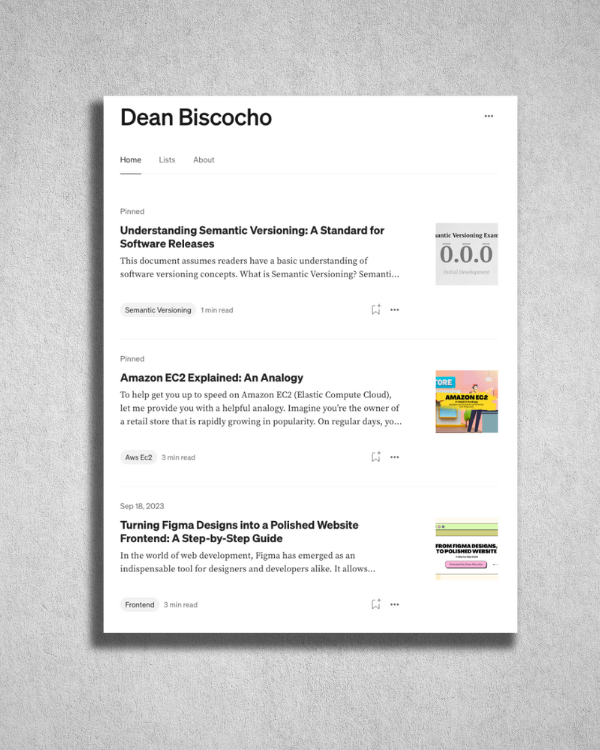 Dean Biscocho
Home Lists About
Pinned
Understanding Semantic Versioning: A Standard for
Software Releases
This document assumes readers have a basic understanding of
software versioning concepts. What is Semantic Versioning? Semanti...
Semantic Versioning 1 min read
antic Versioning Exam
0.0.0
Initial Development
Pinned
Amazon EC2 Explained: An Analogy
To help get you up to speed on Amazon EC2 (Elastic Compute Cloud),
let me provide you with a helpful analogy. Imagine you're the owner of
a retail store that is rapidly growing in popularity. On regular days, yo...
Aws Ec2 3 min read
TORE
AMAZON EC2
Sep 18, 2023
Turning Figma Designs into a Polished Website
Frontend: A Step-by-Step Guide
In the world of web development, Figma has emerged as an
indispensable tool for designers and developers alike. It allows...
Frontend 3 min read
FROM FIGMA DESIGNS,
TO POLISHED WEBSITE